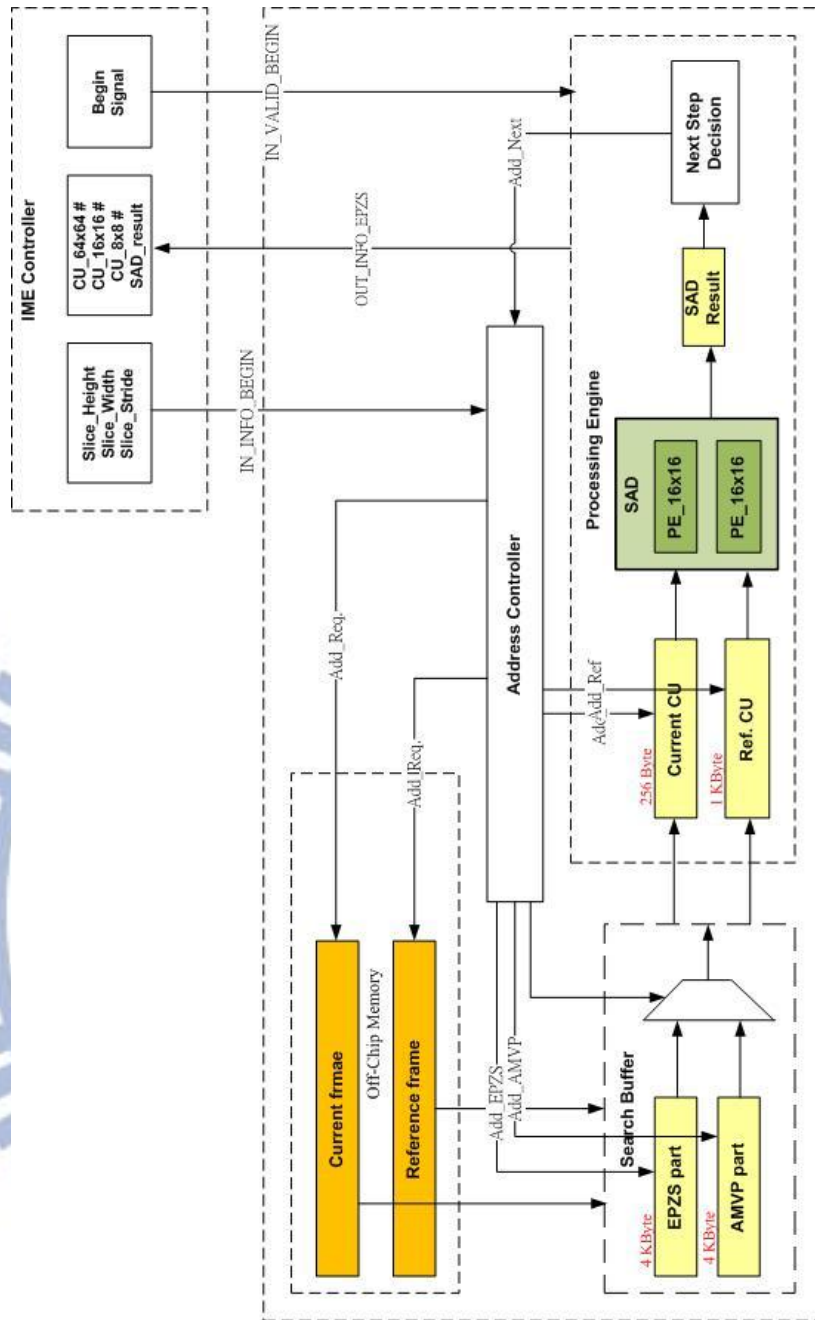 IME Controller
Slice_Height
Slice_Width
Slice_Stride
CU_64x64 #
CU_16x16 #
CU_8x8 #
SAD_result
Begin
Signal
IN_INFO_BEGIN
OUT_INFO_EPZS
IN_VALID_BEGIN
Add_Next
Current frmae
Off-Chip Memory
Reference frame
Add_Req.
Add_Req.
Address Controller
Add_EPZS
Add_AMVP
Add_Ref
Search Buffer
4 KByte
EPZS part
4 KByte
AMVP part
Processing Engine
256 Byte
Current CU
1 KByte
Ref. CU
SAD
PE_16x16
PE_16x16
SAD
Result
Next Step
Decision